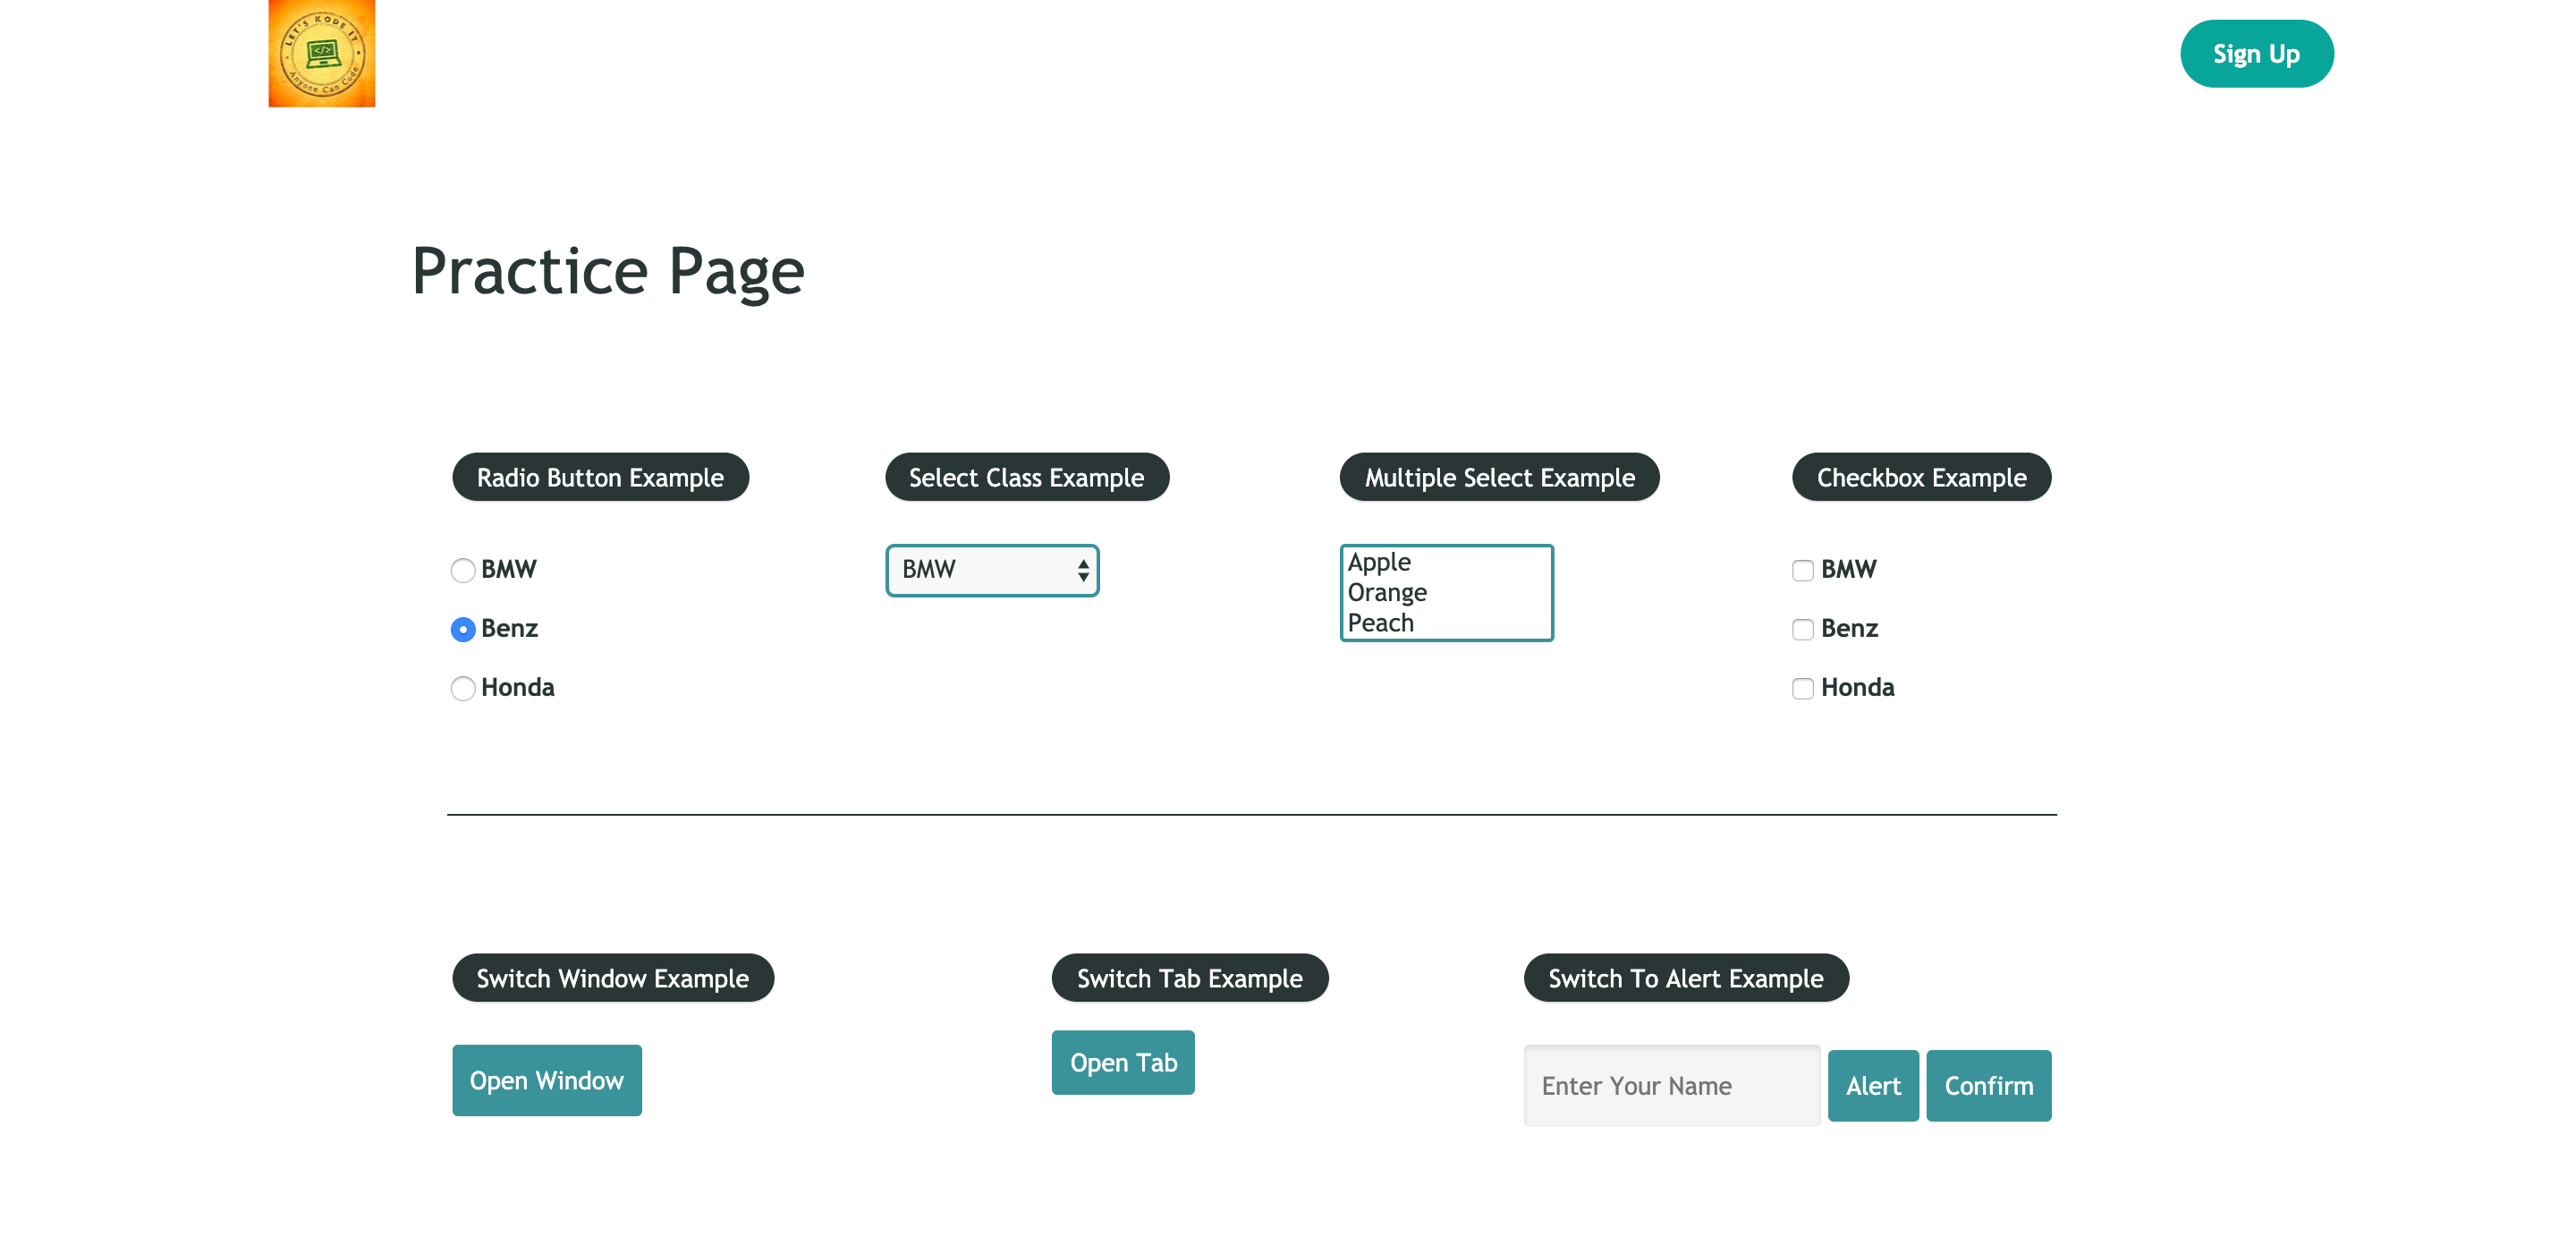 LET'S KODE IT
</>
Anyone Can Code
Sign Up
Practice Page
Radio Button Example
Select Class Example
Multiple Select Example
Checkbox Example
BMW
Benz
Honda
BMW
Apple
Orange
Peach
BMW
Benz
Honda
Switch Window Example
Switch Tab Example
Switch To Alert Example
Open Window
Open Tab
Enter Your Name
Alert
Confirm